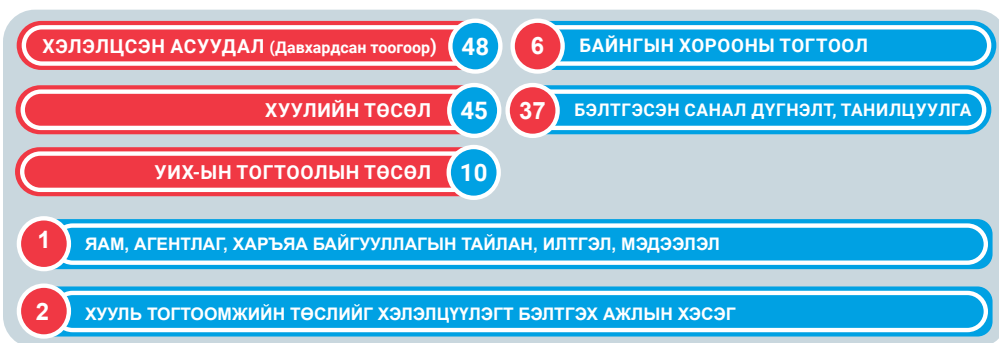 ХЭЛЭЛЦСЭН АСУУДАЛ (Давхардсан тоогоор) 48
6 БАЙНГЫН ХОРООНЫ ТОГТООЛ
ХУУЛИЙН ТӨСӨЛ 45
37 БЭЛТГЭСЭН САНАЛ ДҮГНЭЛТ, ТАНИЛЦУУЛГА
УИХ-ЫН ТОГТООЛЫН ТӨСӨЛ 10
1 ЯАМ, АГЕНТЛАГ, ХАРЪЯА БАЙГУУЛЛАГЫН ТАЙЛАН, ИЛТГЭЛ, МЭДЭЭЛЭЛ
2 ХУУЛЬ ТОГТООМЖИЙН ТӨСЛИЙГ ХЭЛЭЛЦҮҮЛЭГТ БЭЛТГЭХ АЖЛЫН ХЭСЭГ